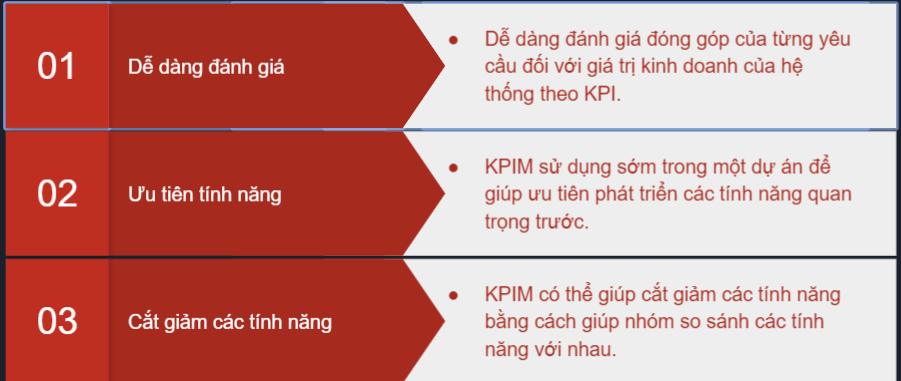 01
Dễ dàng đánh giá
• Dễ dàng đánh giá đóng góp của từng yêu
cầu đối với giá trị kinh doanh của hệ
thống theo KPI.
02
Ưu tiên tính năng
• KPIM sử dụng sớm trong một dự án để
giúp ưu tiên phát triển các tính năng quan
trọng trước.
03
Cắt giảm các tính năng
• KPIM có thể giúp cắt giảm các tính năng
bằng cách giúp nhóm so sánh các tính
năng với nhau.